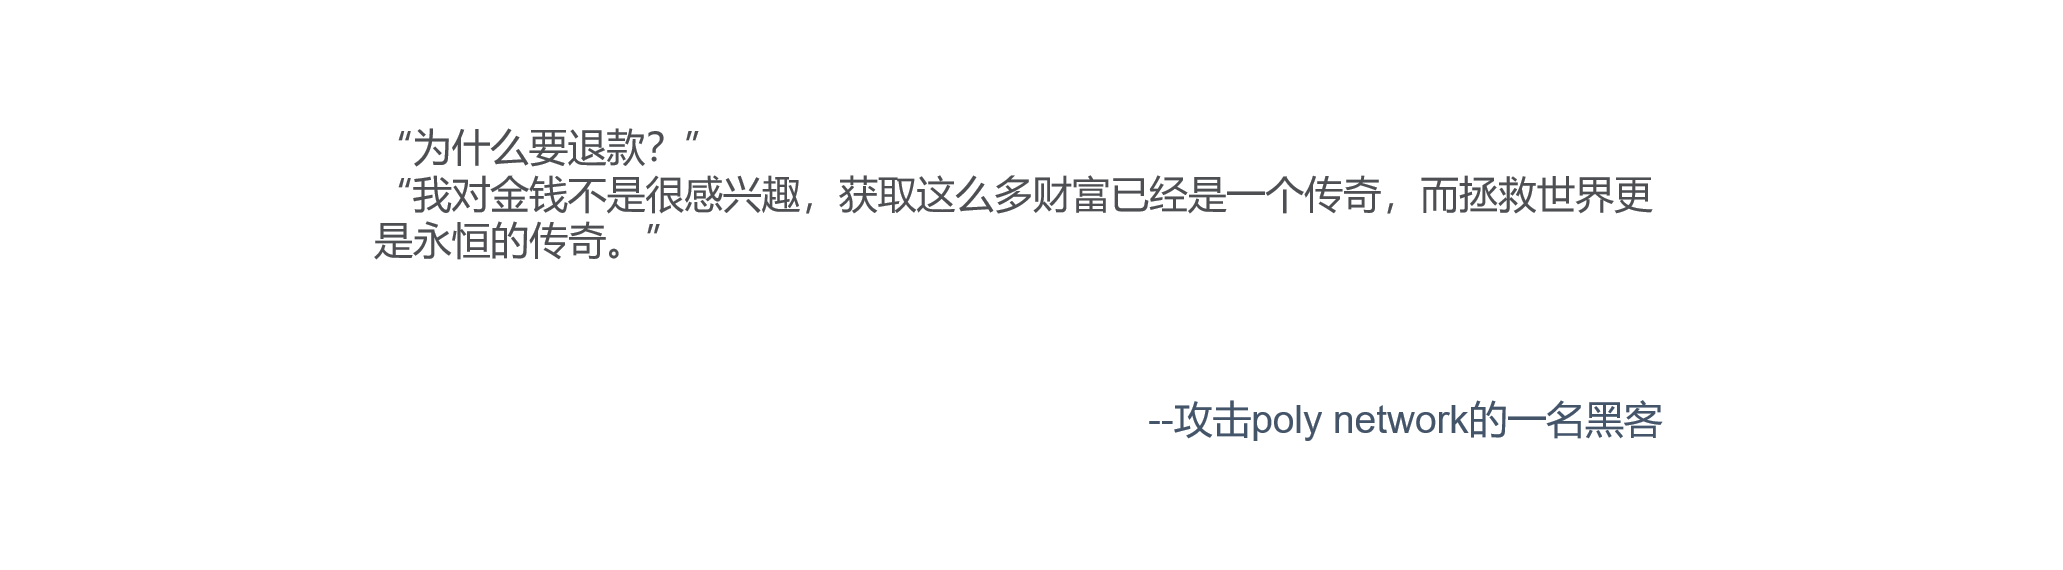 “为什么要退款？”
“我对金钱不是很感兴趣，获取这么多财富已经是一个传奇，而拯救世界更
是永恒的传奇。”
--攻击poly network的一名黑客